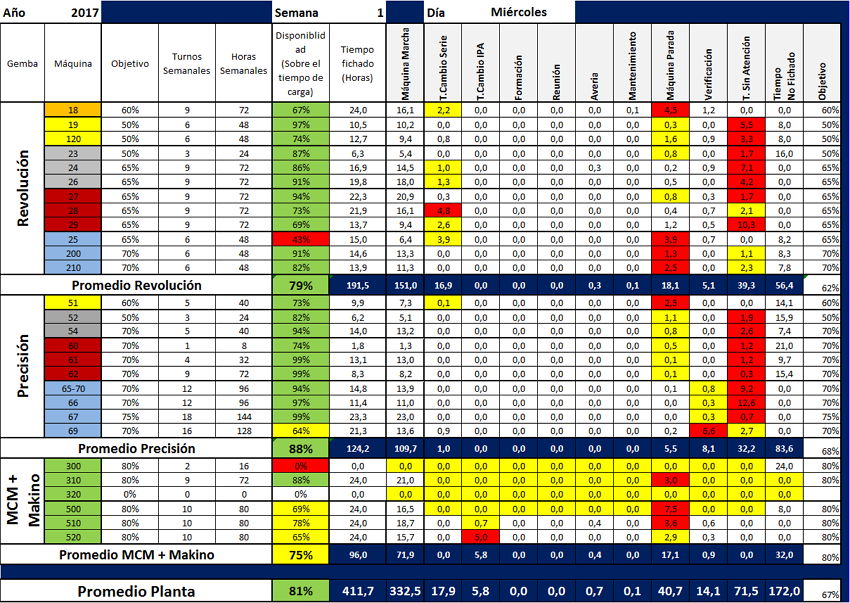 Año 2017 Semana 1 Día Miércoles
Gemba Máquina Objetivo Turnos Semanales Horas Semanales Disponiblid ad (Sobre el tiempo de carga) Tiempo fichado (Horas) Máquina Marcha T.Cambio Serie T.Cambio IPA Formación Reunión Avería Mantenimiento Máquina Parada Verificación T. Sin Atención Tiempo No Fichado Objetivo
Revolución
18 60% 9 72 67% 24,0 16,1 2,2 0,0 0,0 0,0 0,0 0,1 4,5 1,2 0,0 0,0 60%
19 50% 6 48 97% 10,5 10,2 0,0 0,0 0,0 0,0 0,0 0,0 0,3 0,0 5,5 8,0 50%
120 50% 6 48 74% 12,7 9,4 0,8 0,0 0,0 0,0 0,0 0,0 1,6 0,9 3,3 8,0 50%
23 50% 3 24 87% 6,3 5,4 0,0 0,0 0,0 0,0 0,0 0,0 0,8 0,0 1,7 16,0 50%
24 65% 9 72 86% 16,9 14,5 1,0 0,0 0,0 0,0 0,3 0,0 0,2 0,9 7,1 0,0 65%
26 65% 9 72 91% 19,8 18,0 1,3 0,0 0,0 0,0 0,0 0,0 0,5 0,0 4,2 0,0 65%
27 65% 9 72 94% 22,3 20,9 0,3 0,0 0,0 0,0 0,0 0,0 0,8 0,3 1,7 0,0 65%
28 65% 9 72 73% 21,9 16,1 4,8 0,0 0,0 0,0 0,0 0,0 0,4 0,7 2,1 0,0 65%
29 65% 9 72 69% 13,7 9,4 2,6 0,0 0,0 0,0 0,0 0,0 1,2 0,5 10,3 0,0 65%
25 65% 6 48 43% 15,0 6,4 3,9 0,0 0,0 0,0 0,0 0,0 3,9 0,7 0,0 8,2 65%
200 70% 6 48 91% 14,6 13,3 0,0 0,0 0,0 0,0 0,0 0,0 1,3 0,0 1,1 8,3 70%
210 70% 6 48 82% 13,9 11,3 0,0 0,0 0,0 0,0 0,0 0,0 2,5 0,0 2,3 7,8 70%
Promedio Revolución 79% 191,5 151,0 16,9 0,0 0,0 0,0 0,3 0,1 18,1 5,1 39,3 56,4 62%
Precisión
51 60% 5 40 73% 9,9 7,3 0,1 0,0 0,0 0,0 0,0 0,0 2,5 0,0 0,0 14,1 60%
52 50% 3 24 82% 6,2 5,1 0,0 0,0 0,0 0,0 0,0 0,0 1,1 0,0 1,9 15,9 50%
54 70% 5 40 94% 14,0 13,2 0,0 0,0 0,0 0,0 0,0 0,0 0,8 0,0 2,6 7,4 70%
60 70% 1 8 74% 1,8 1,3 0,0 0,0 0,0 0,0 0,0 0,0 0,5 0,0 1,2 21,0 70%
61 70% 4 32 99% 13,1 13,0 0,0 0,0 0,0 0,0 0,0 0,0 0,1 0,0 1,2 9,7 70%
62 70% 9 72 99% 8,3 8,2 0,0 0,0 0,0 0,0 0,0 0,0 0,1 0,0 0,3 15,4 70%
65-70 70% 12 96 94% 14,8 13,9 0,0 0,0 0,0 0,0 0,0 0,0 0,1 0,8 9,2 0,0 70%
66 70% 12 96 97% 11,4 11,0 0,0 0,0 0,0 0,0 0,0 0,0 0,0 0,3 12,6 0,0 70%
67 75% 18 144 99% 23,3 23,0 0,0 0,0 0,0 0,0 0,0 0,0 0,0 0,3 0,7 0,0 75%
69 70% 16 128 64% 21,3 13,6 0,9 0,0 0,0 0,0 0,0 0,0 0,2 6,6 2,7 0,0 70%
Promedio Precisión 88% 124,2 109,7 1,0 0,0 0,0 0,0 0,0 0,0 5,5 8,1 32,2 83,6 68%
MCM + Makino
300 80% 2 16 0% 0,0 0,0 0,0 0,0 0,0 0,0 0,0 0,0 0,0 0,0 0,0 24,0 80%
310 80% 9 72 88% 24,0 21,0 0,0 0,0 0,0 0,0 0,0 0,0 3,0 0,0 0,0 0,0 80%
320 0% 0 0 0% 0,0 0,0 0,0 0,0 0,0 0,0 0,0 0,0 0,0 0,0 0,0 0,0 0%
500 80% 10 80 69% 24,0 16,5 0,0 0,0 0,0 0,0 0,0 0,0 7,5 0,0 0,0 8,0 80%
510 80% 10 80 78% 24,0 18,7 0,0 0,7 0,0 0,0 0,4 0,0 3,6 0,6 0,0 0,0 80%
520 80% 10 80 65% 24,0 15,7 0,0 5,0 0,0 0,0 0,0 0,0 2,9 0,3 0,0 0,0 80%
Promedio MCM + Makino 75% 96,0 71,9 0,0 5,8 0,0 0,0 0,4 0,0 17,1 0,9 0,0 32,0 80%
Promedio Planta 81% 411,7 332,5 17,9 5,8 0,0 0,0 0,7 0,1 40,7 14,1 71,5 172,0 67%